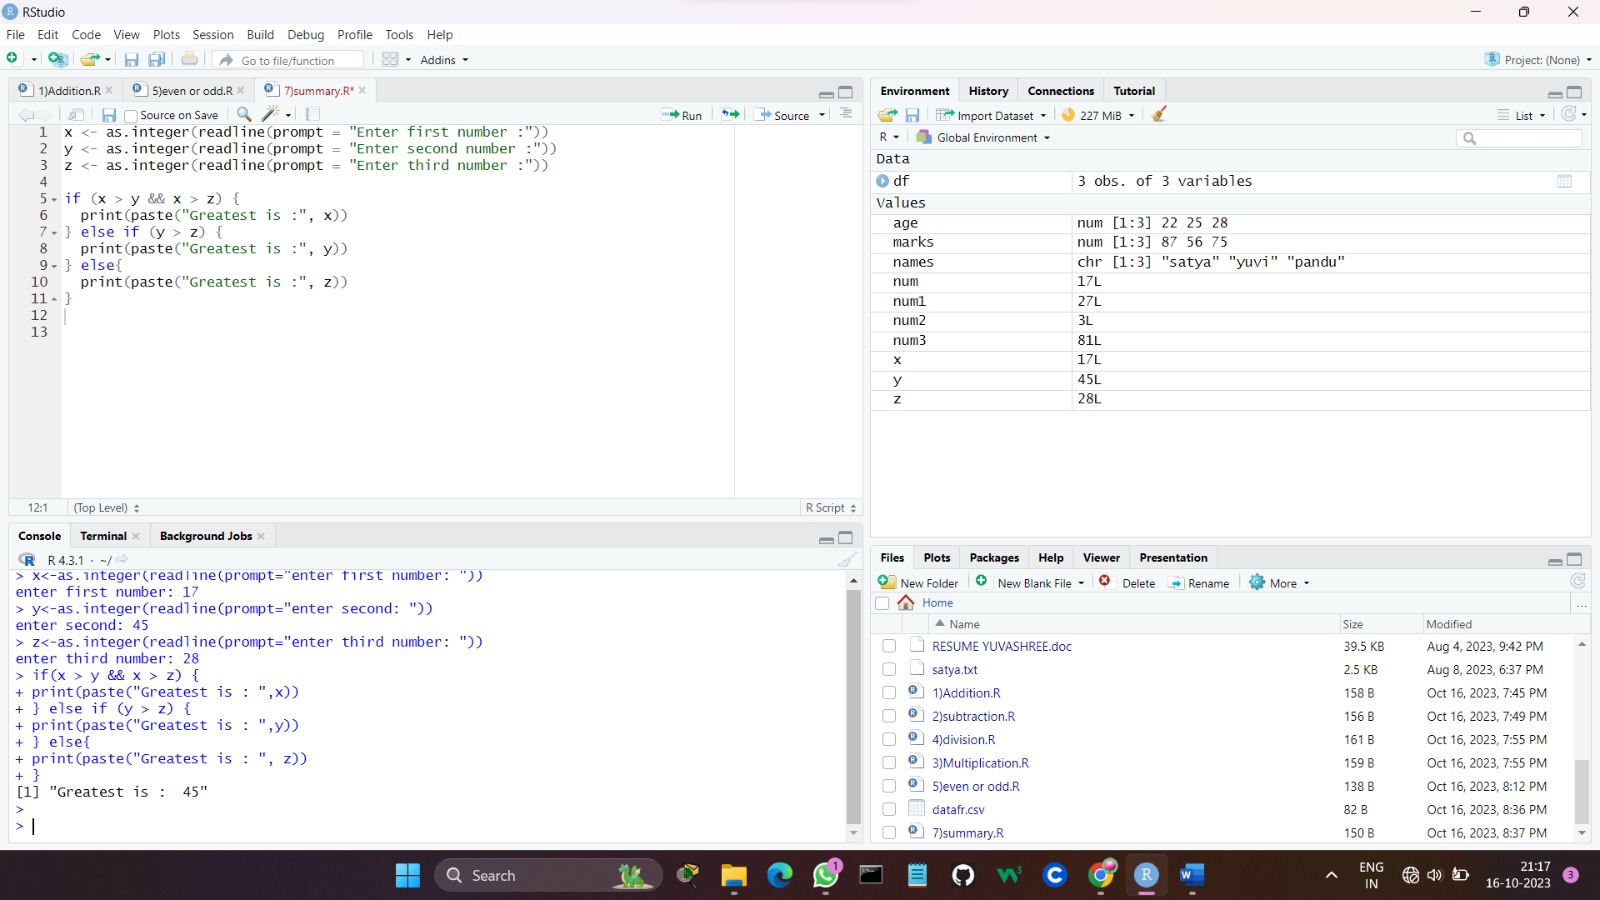 RStudio
File Edit Code View Plots Session Build Debug Profile Tools Help
Go to file/function Addins Project: (None)
1)Addition.R 5)even or odd.R 7)summary.R*
Source on Save Run Source
1 x <- as.integer(readline(prompt = "Enter first number :"))
2 y <- as.integer(readline(prompt = "Enter second number :"))
3 z <- as.integer(readline(prompt = "Enter third number :"))
4
5 if (x > y && x > z) {
6 print(paste("Greatest is :", x))
7 } else if (y > z) {
8 print(paste("Greatest is :", y))
9 } else{
10 print(paste("Greatest is :", z))
11 }
12
13
12:1 (Top Level) R Script
Console Terminal Background Jobs
R 4.3.1 · ~/
> x<-as.integer(readline(prompt="enter first number: "))
enter first number: 17
> y<-as.integer(readline(prompt="enter second: "))
enter second: 45
> z<-as.integer(readline(prompt="enter third number: "))
enter third number: 28
> if(x > y && x > z) {
+ print(paste("Greatest is : ",x))
+ } else if (y > z) {
+ print(paste("Greatest is : ",y))
+ } else{
+ print(paste("Greatest is : ", z))
+ }
[1] "Greatest is :  45"
>
>
Environment History Connections Tutorial
Import Dataset 227 MiB List
R Global Environment
Data
df 3 obs. of 3 variables
Values
age num [1:3] 22 25 28
marks num [1:3] 87 56 75
names chr [1:3] "satya" "yuvi" "pandu"
num 17L
num1 27L
num2 3L
num3 81L
x 17L
y 45L
z 28L
Files Plots Packages Help Viewer Presentation
New Folder New Blank File Delete Rename More
Home ...
Name Size Modified
RESUME YUVASHREE.doc 39.5 KB Aug 4, 2023, 9:42 PM
satya.txt 2.5 KB Aug 8, 2023, 6:37 PM
1)Addition.R 158 B Oct 16, 2023, 7:45 PM
2)subtraction.R 156 B Oct 16, 2023, 7:49 PM
4)division.R 161 B Oct 16, 2023, 7:55 PM
3)Multiplication.R 159 B Oct 16, 2023, 7:55 PM
5)even or odd.R 138 B Oct 16, 2023, 8:12 PM
datafr.csv 82 B Oct 16, 2023, 8:36 PM
7)summary.R 150 B Oct 16, 2023, 8:37 PM
Search 1 ENG 21:17
IN 16-10-2023 3